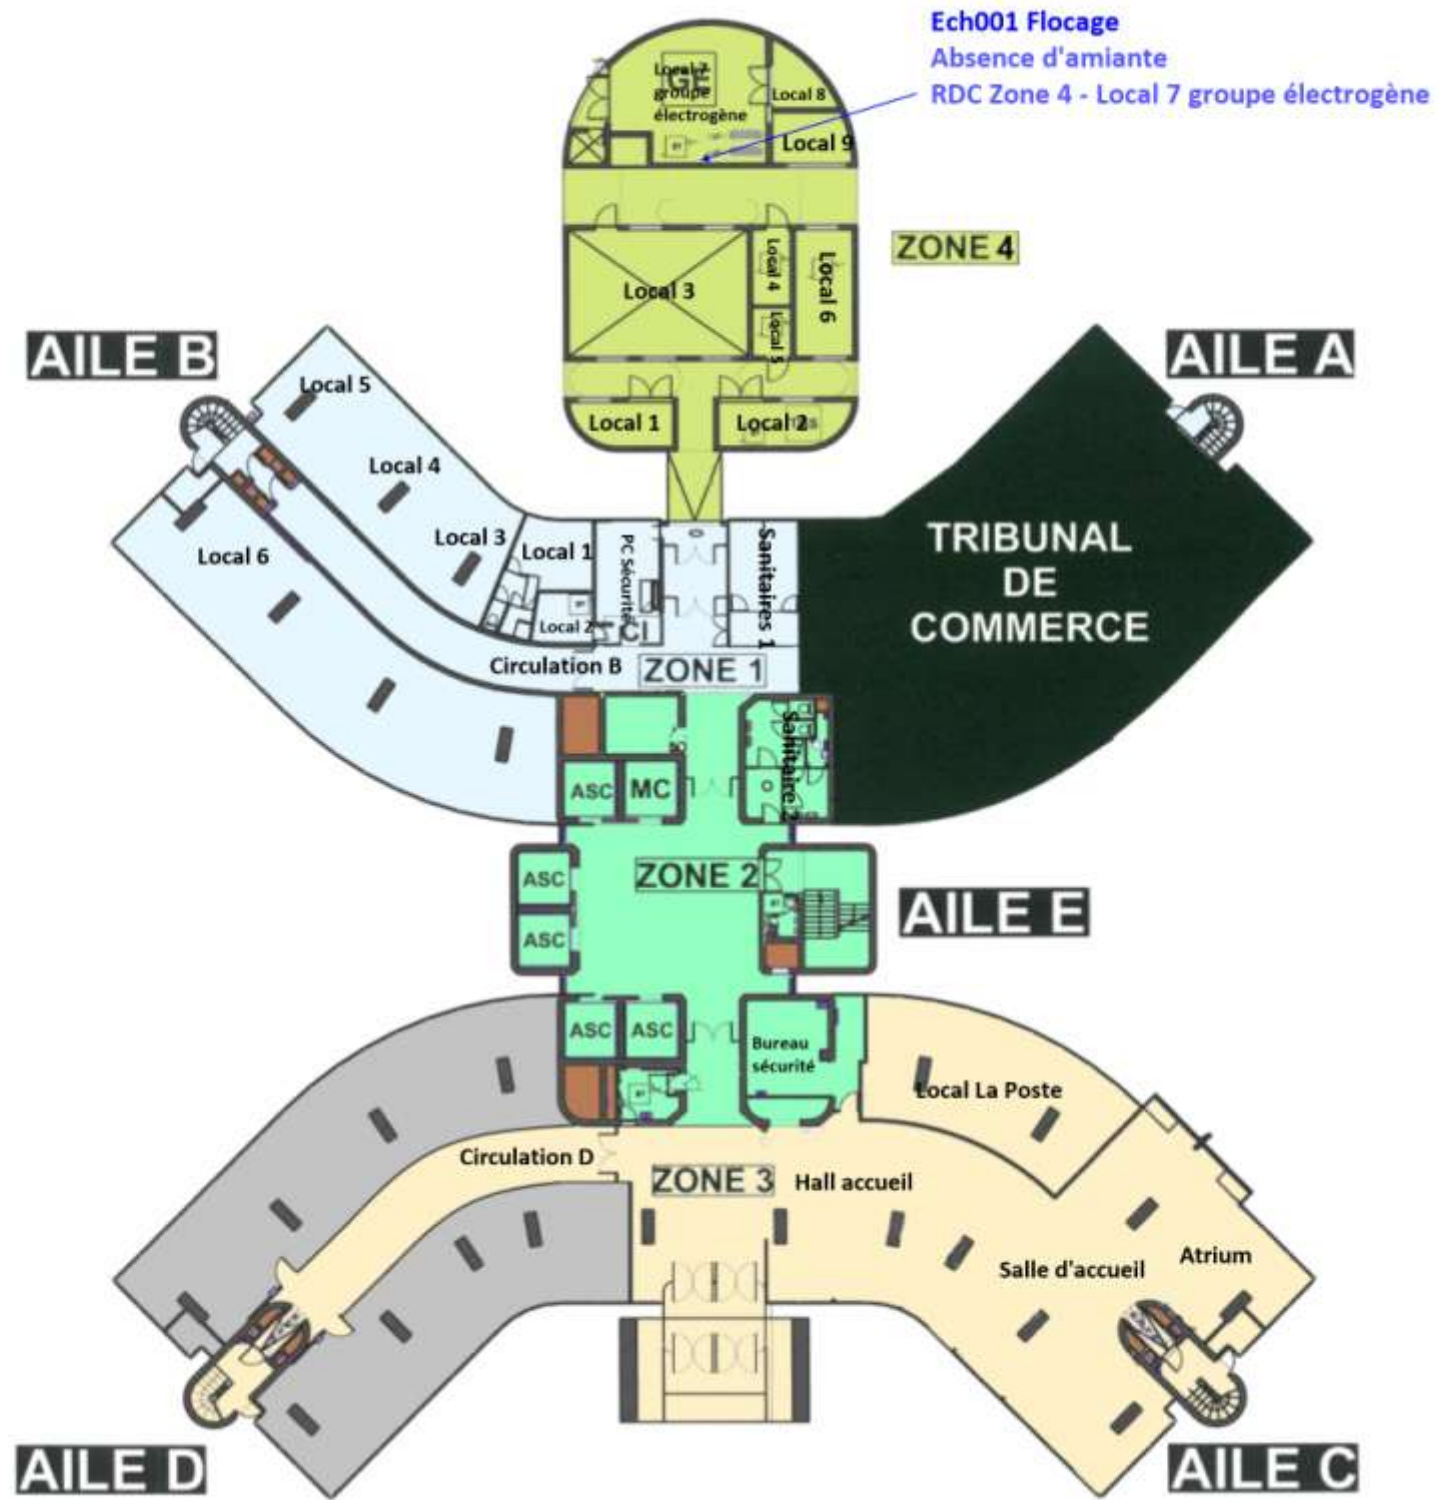 Ech001 Flocage
Absence d'amiante
RDC Zone 4 - Local 7 groupe électrogène
GE
Local 7
groupe
électrogène
Local 8
Local 9
ZONE 4
Local 3
Local 4
Local 5
Local 6
Local 1
Local 2
AILE B
AILE A
Local 5
Local 4
Local 3
Local 6
Local 1
Local 2
PC Sécurité
Sanitaires 1
TRIBUNAL
DE
COMMERCE
Circulation B
ZONE 1
Sanitaire 2
ASC
MC
ASC
ZONE 2
AILE E
ASC
ASC
ASC
Bureau
sécurité
Local La Poste
Circulation D
ZONE 3
Hall accueil
Salle d'accueil
Atrium
AILE D
AILE C